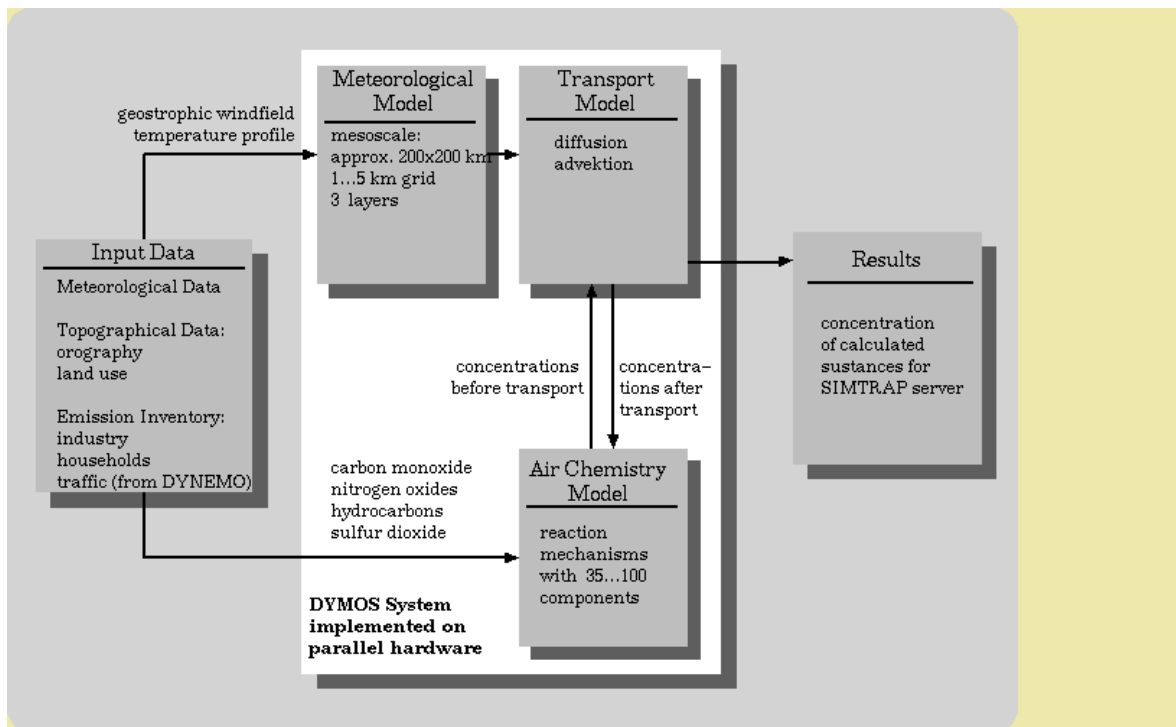 Meteorological
Model
mesoscale:
approx. 200x200 km
1...5 km grid
3 layers
Transport
Model
diffusion
advektion
geostrophic windfield
temperature profile
Input Data
Meteorological Data
Topographical Data:
orography
land use
Emission Inventory:
industry
households
traffic (from DYNEMO)
Results
concentration
of calculated
sustances for
SIMTRAP server
concentrations
before transport
concentra-
tions after
transport
carbon monoxide
nitrogen oxides
hydrocarbons
sulfur dioxide
Air Chemistry
Model
reaction
mechanisms
with 35...100
components
DYMOS System
implemented on
parallel hardware